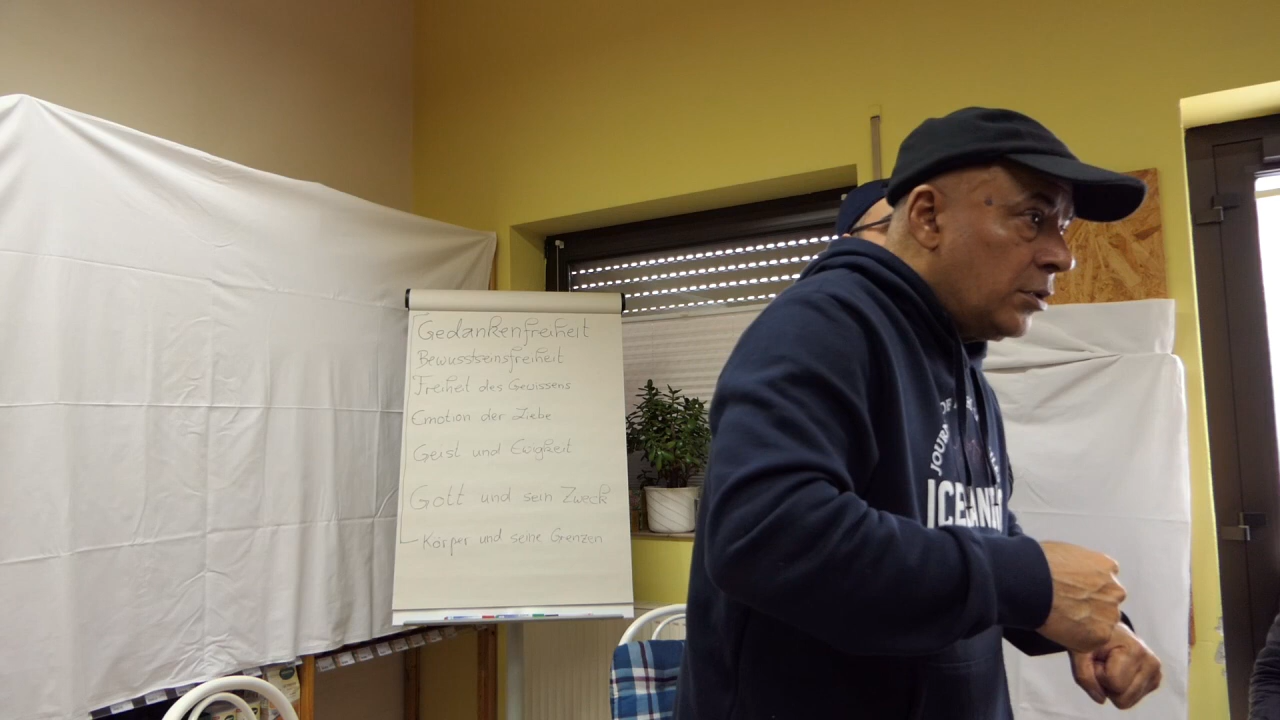 Gedankenfreiheit
Bewusstseinsfreiheit
Freiheit des Gewissens
Emotion der Liebe
Geist und Ewigkeit
Gott und sein Zweck
Körper und seine Grenzen